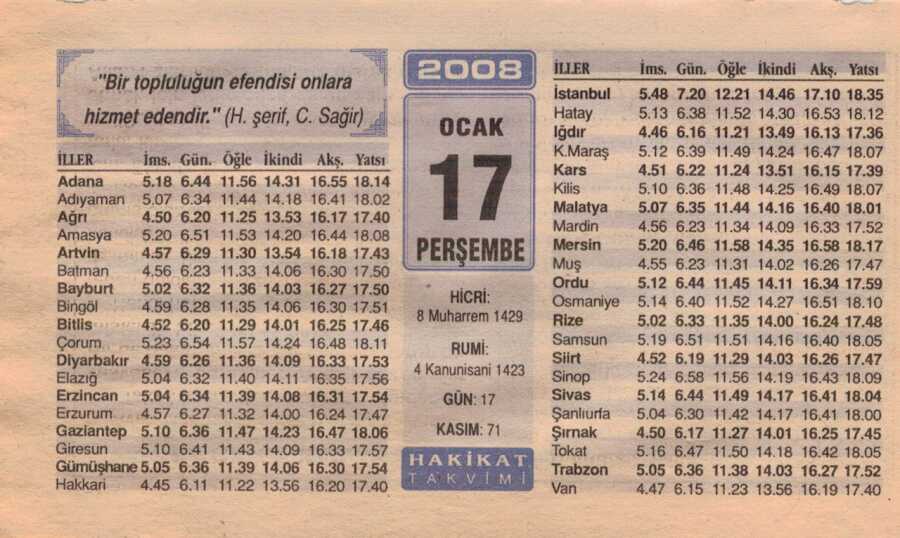 "Bir topluluğun efendisi onlara
hizmet edendir." (H. şerif, C. Sağir)
İLLER İms. Gün. Öğle İkindi Akş. Yatsı
Adana 5.18 6.44 11.56 14.31 16.55 18.14
Adıyaman 5.07 6.34 11.44 14.18 16.41 18.02
Ağrı 4.50 6.20 11.25 13.53 16.17 17.40
Amasya 5.20 6.51 11.53 14.20 16.44 18.08
Artvin 4.57 6.29 11.30 13.54 16.18 17.43
Batman 4.56 6.23 11.33 14.06 16.30 17.50
Bayburt 5.02 6.32 11.36 14.03 16.27 17.50
Bingöl 4.59 6.28 11.35 14.06 16.30 17.51
Bitlis 4.52 6.20 11.29 14.01 16.25 17.46
Çorum 5.23 6.54 11.57 14.24 16.48 18.11
Diyarbakır 4.59 6.26 11.36 14.09 16.33 17.53
Elazığ 5.04 6.32 11.40 14.11 16.35 17.56
Erzincan 5.04 6.34 11.39 14.08 16.31 17.54
Erzurum 4.57 6.27 11.32 14.00 16.24 17.47
Gaziantep 5.10 6.36 11.47 14.23 16.47 18.06
Giresun 5.10 6.41 11.43 14.09 16.33 17.57
Gümüşhane 5.05 6.36 11.39 14.06 16.30 17.54
Hakkari 4.45 6.11 11.22 13.56 16.20 17.40
2008
OCAK
17
PERŞEMBE
HİCRİ:
8 Muharrem 1429
RUMİ:
4 Kanunisani 1423
GÜN: 17
KASIM: 71
HAKİKAT
TAKVİMİ
İLLER İms. Gün. Öğle İkindi Akş. Yatsı
İstanbul 5.48 7.20 12.21 14.46 17.10 18.35
Hatay 5.13 6.38 11.52 14.30 16.53 18.12
Iğdır 4.46 6.16 11.21 13.49 16.13 17.36
K.Maraş 5.12 6.39 11.49 14.24 16.47 18.07
Kars 4.51 6.22 11.24 13.51 16.15 17.39
Kilis 5.10 6.36 11.48 14.25 16.49 18.07
Malatya 5.07 6.35 11.44 14.16 16.40 18.01
Mardin 4.56 6.23 11.34 14.09 16.33 17.52
Mersin 5.20 6.46 11.58 14.35 16.58 18.17
Muş 4.55 6.23 11.31 14.02 16.26 17.47
Ordu 5.12 6.44 11.45 14.11 16.34 17.59
Osmaniye 5.14 6.40 11.52 14.27 16.51 18.10
Rize 5.02 6.33 11.35 14.00 16.24 17.48
Samsun 5.19 6.51 11.51 14.16 16.40 18.05
Siirt 4.52 6.19 11.29 14.03 16.26 17.47
Sinop 5.24 6.58 11.56 14.19 16.43 18.09
Sivas 5.14 6.44 11.49 14.17 16.41 18.04
Şanlıurfa 5.04 6.30 11.42 14.17 16.41 18.00
Şırnak 4.50 6.17 11.27 14.01 16.25 17.45
Tokat 5.16 6.47 11.50 14.18 16.42 18.05
Trabzon 5.05 6.36 11.38 14.03 16.27 17.52
Van 4.47 6.15 11.23 13.56 16.19 17.40